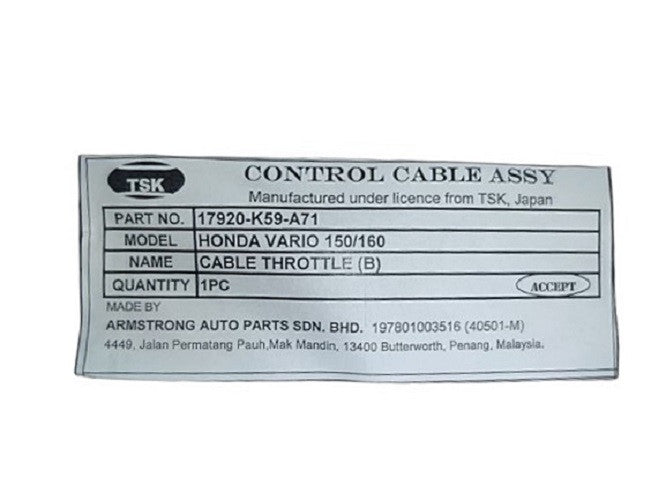 TSK
CONTROL CABLE ASSY
Manufactured under licence from TSK, Japan
PART NO. 17920-K59-A71
MODEL HONDA VARIO 150/160
NAME CABLE THROTTLE (B)
QUANTITY 1PC ACCEPT
MADE BY
ARMSTRONG AUTO PARTS SDN. BHD. 197801003516 (40501-M)
4449, Jalan Permatang Pauh,Mak Mandin, 13400 Butterworth, Penang, Malaysia.